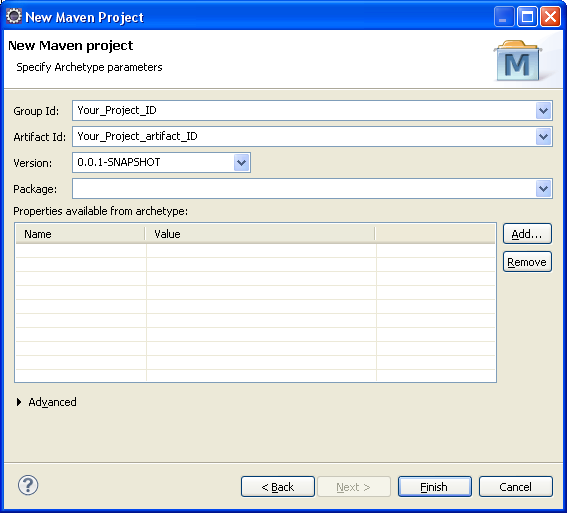 New Maven Project
New Maven project
Specify Archetype parameters
M
Group Id: Your_Project_ID
Artifact Id: Your_Project_artifact_ID
Version: 0.0.1-SNAPSHOT
Package:
Properties available from archetype:
Name Value
Add...
Remove
Advanced
? < Back Next > Finish Cancel